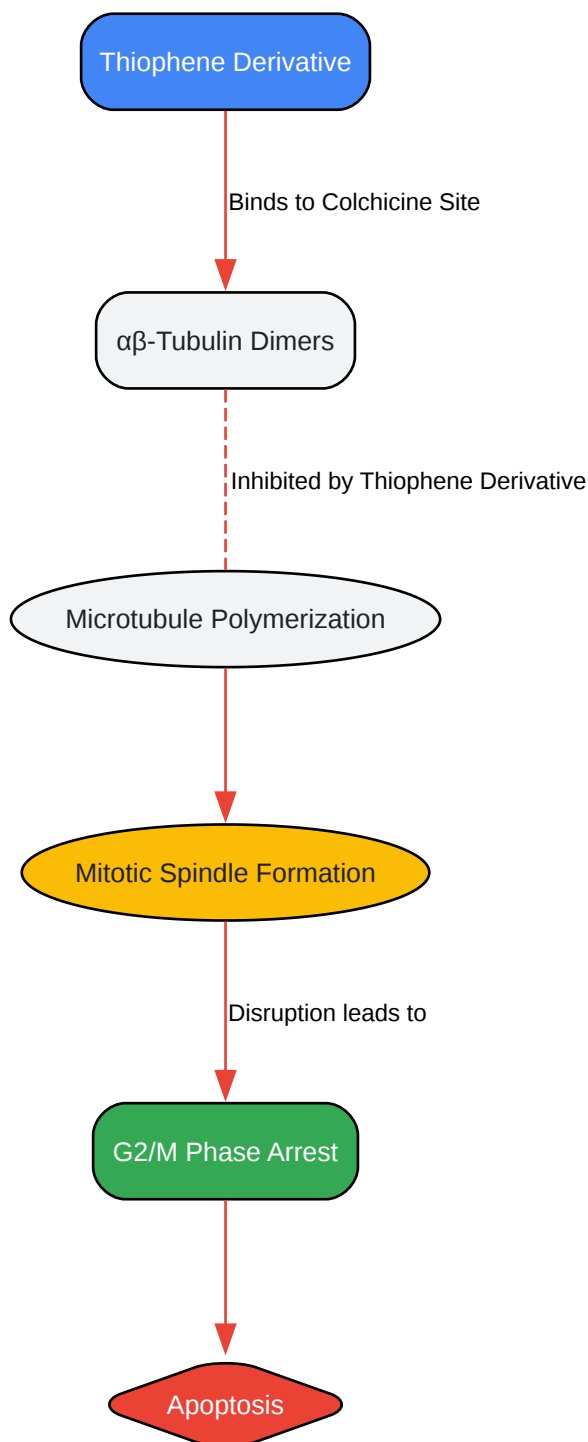 Thiophene Derivative
Binds to Colchicine Site
αβ-Tubulin Dimers
Inhibited by Thiophene Derivative
Microtubule Polymerization
Mitotic Spindle Formation
Disruption leads to
G2/M Phase Arrest
Apoptosis